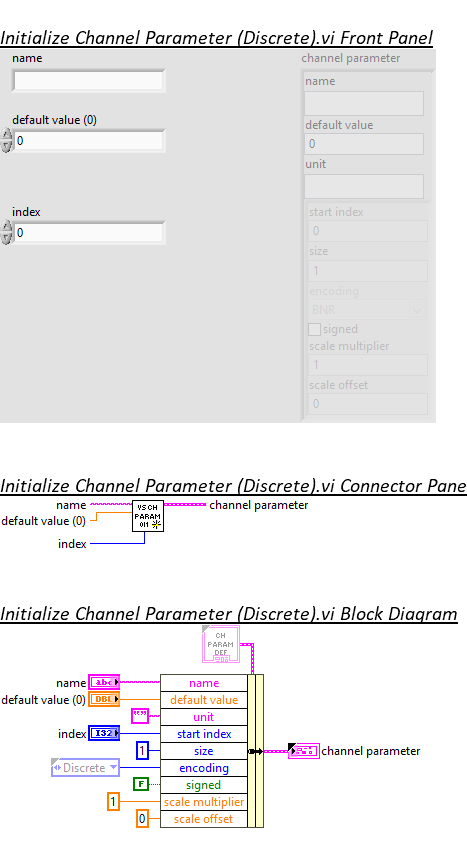 Initialize Channel Parameter (Discrete).vi Front Panel
name
channel parameter
name
default value (0)
default value
0
0
unit
index
start index
0
0
size
1
encoding
BNR
signed
scale multiplier
1
scale offset
0
Initialize Channel Parameter (Discrete).vi Connector Pane
name
VS CH
PARAM
0/1
channel parameter
default value (0)
index
Initialize Channel Parameter (Discrete).vi Block Diagram
CH
PARAM
DEF
name
abc
name
default value (0)
DBL
default value
""
unit
index
I32
start index
1
size
channel parameter
Discrete
encoding
F
signed
1
scale multiplier
0
scale offset